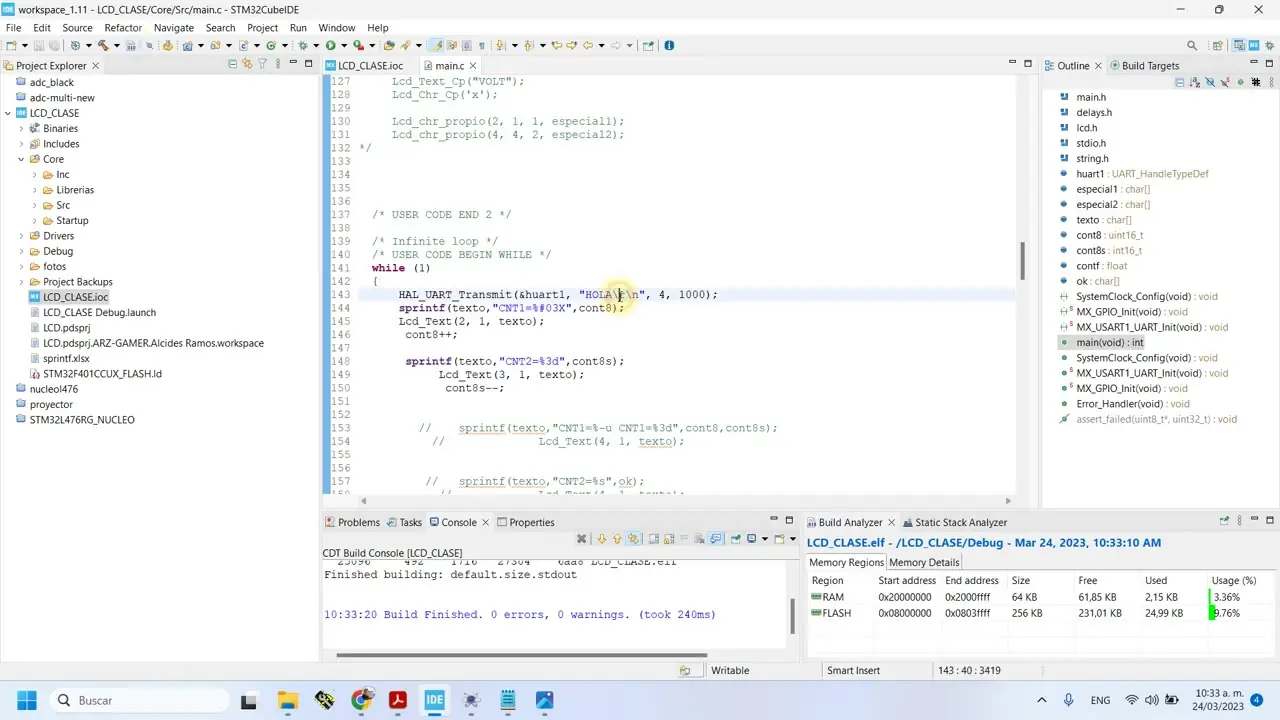 workspace_1.11 - LCD_CLASE/Core/Src/main.c - STM32CubeIDE
File Edit Source Refactor Navigate Search Project Run Window Help
Project Explorer
adc_black
adc-multi-new
LCD_CLASE
Binaries
Includes
Core
Inc
Librerias
Src
Startup
Drivers
Debug
fotos
Project Backups
LCD_CLASE.ioc
LCD_CLASE Debug.launch
LCD.pdsprj
LCD.pdsprj.ARZ-GAMER.Alcides Ramos.workspace
sprintf.xlsx
STM32F401CCUX_FLASH.ld
nucleol476
proyector
STM32L476RG_NUCLEO
LCD_CLASE.ioc main.c
127 Lcd_Text_Cp("VOLT");
128 Lcd_Chr_Cp('x');
129
130 Lcd_chr_propio(2, 1, 1, especial1);
131 Lcd_chr_propio(4, 4, 2, especial2);
132 */
133
134
135
136
137 /* USER CODE END 2 */
138
139 /* Infinite loop */
140 /* USER CODE BEGIN WHILE */
141 while (1)
142 {
143 HAL_UART_Transmit(&huart1, "HOLA\r\n", 4, 1000);
144 sprintf(texto,"CNT1=%#03X",cont8);
145 Lcd_Text(2, 1, texto);
146 cont8++;
147
148 sprintf(texto,"CNT2=%3d",cont8s);
149 Lcd_Text(3, 1, texto);
150 cont8s--;
151
152
153 // sprintf(texto,"CNT1=%-u CNT1=%3d",cont8,cont8s);
154 // Lcd_Text(4, 1, texto);
155
156
157 // sprintf(texto,"CNT2=%s",ok);
158 // Lcd_Text(4, 1, texto);
Outline Build Targets
main.h
delays.h
lcd.h
stdio.h
string.h
huart1 : UART_HandleTypeDef
especial1 : char[]
especial2 : char[]
texto : char[]
cont8 : uint16_t
cont8s : int16_t
contf : float
ok : char[]
SystemClock_Config(void) : void
MX_GPIO_Init(void) : void
MX_USART1_UART_Init(void) : void
main(void) : int
SystemClock_Config(void) : void
MX_USART1_UART_Init(void) : void
MX_GPIO_Init(void) : void
Error_Handler(void) : void
assert_failed(uint8_t*, uint32_t) : void
Problems Tasks Console Properties
CDT Build Console [LCD_CLASE]
25096 492 1716 27304 6aa8 LCD_CLASE.elf
Finished building: default.size.stdout
10:33:20 Build Finished. 0 errors, 0 warnings. (took 240ms)
Build Analyzer Static Stack Analyzer
LCD_CLASE.elf - /LCD_CLASE/Debug - Mar 24, 2023, 10:33:10 AM
Memory Regions Memory Details
Region Start address End address Size Free Used Usage (%)
RAM 0x20000000 0x2000ffff 64 KB 61,85 KB 2,15 KB 3.36%
FLASH 0x08000000 0x0803ffff 256 KB 231,01 KB 24,99 KB 9.76%
Writable Smart Insert 143 : 40 : 3419
Buscar
IDE
ENG
10:33 a. m.
24/03/2023
4